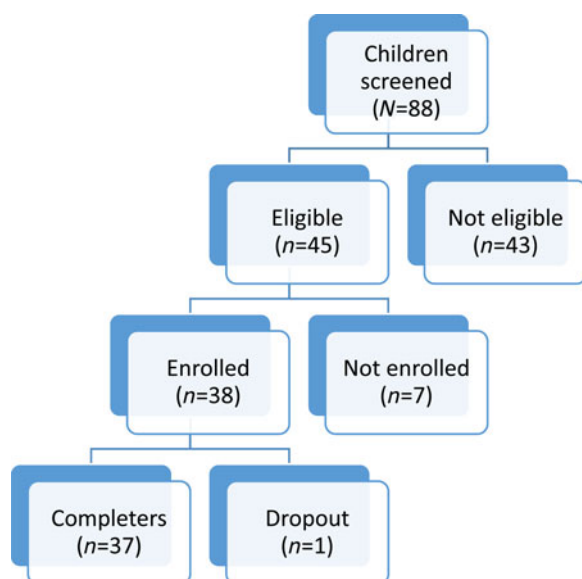 Children
screened
(N=88)
Eligible
(n=45)
Not eligible
(n=43)
Enrolled
(n=38)
Not enrolled
(n=7)
Completers
(n=37)
Dropout
(n=1)